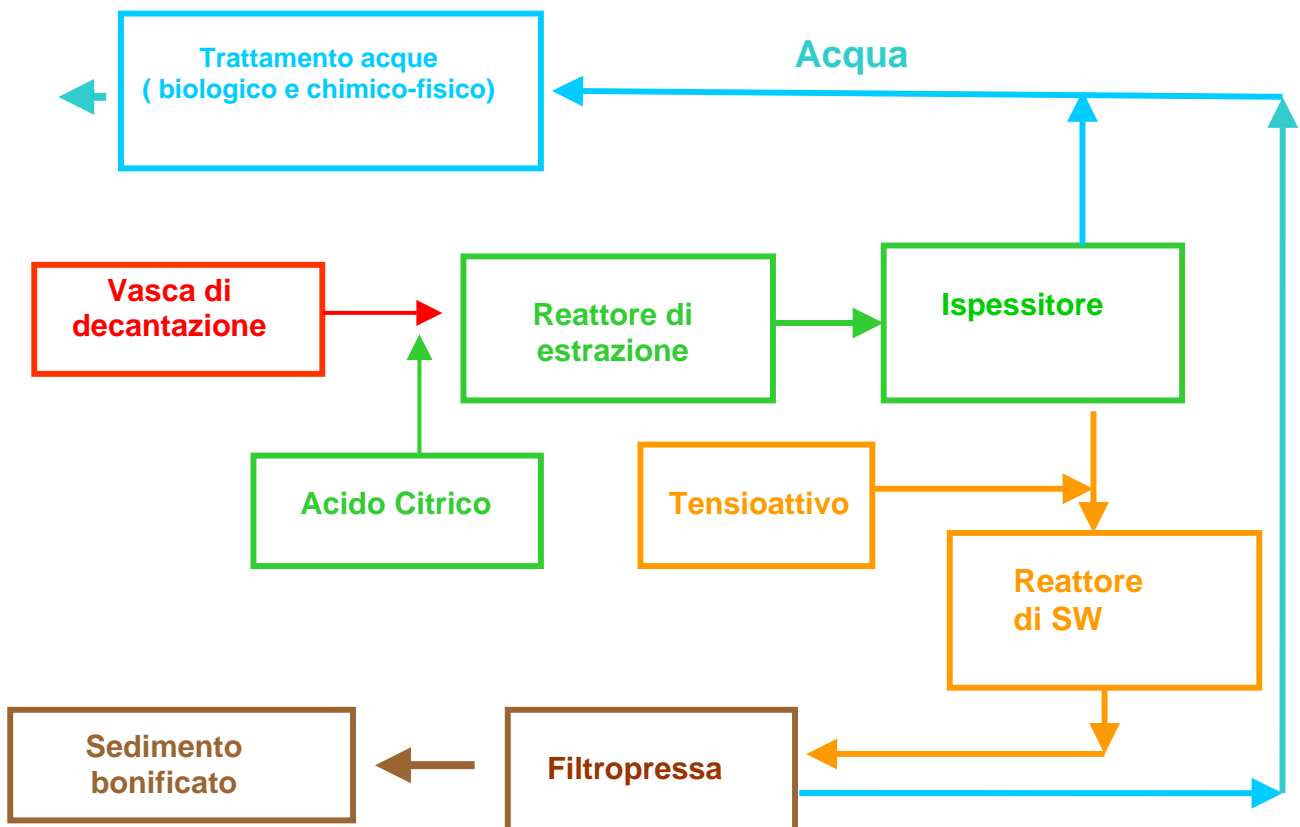 Trattamento acque
( biologico e chimico-fisico)
Acqua
Vasca di
decantazione
Reattore di
estrazione
Ispessitore
Acido Citrico
Tensioattivo
Reattore
di SW
Sedimento
bonificato
Filtropressa